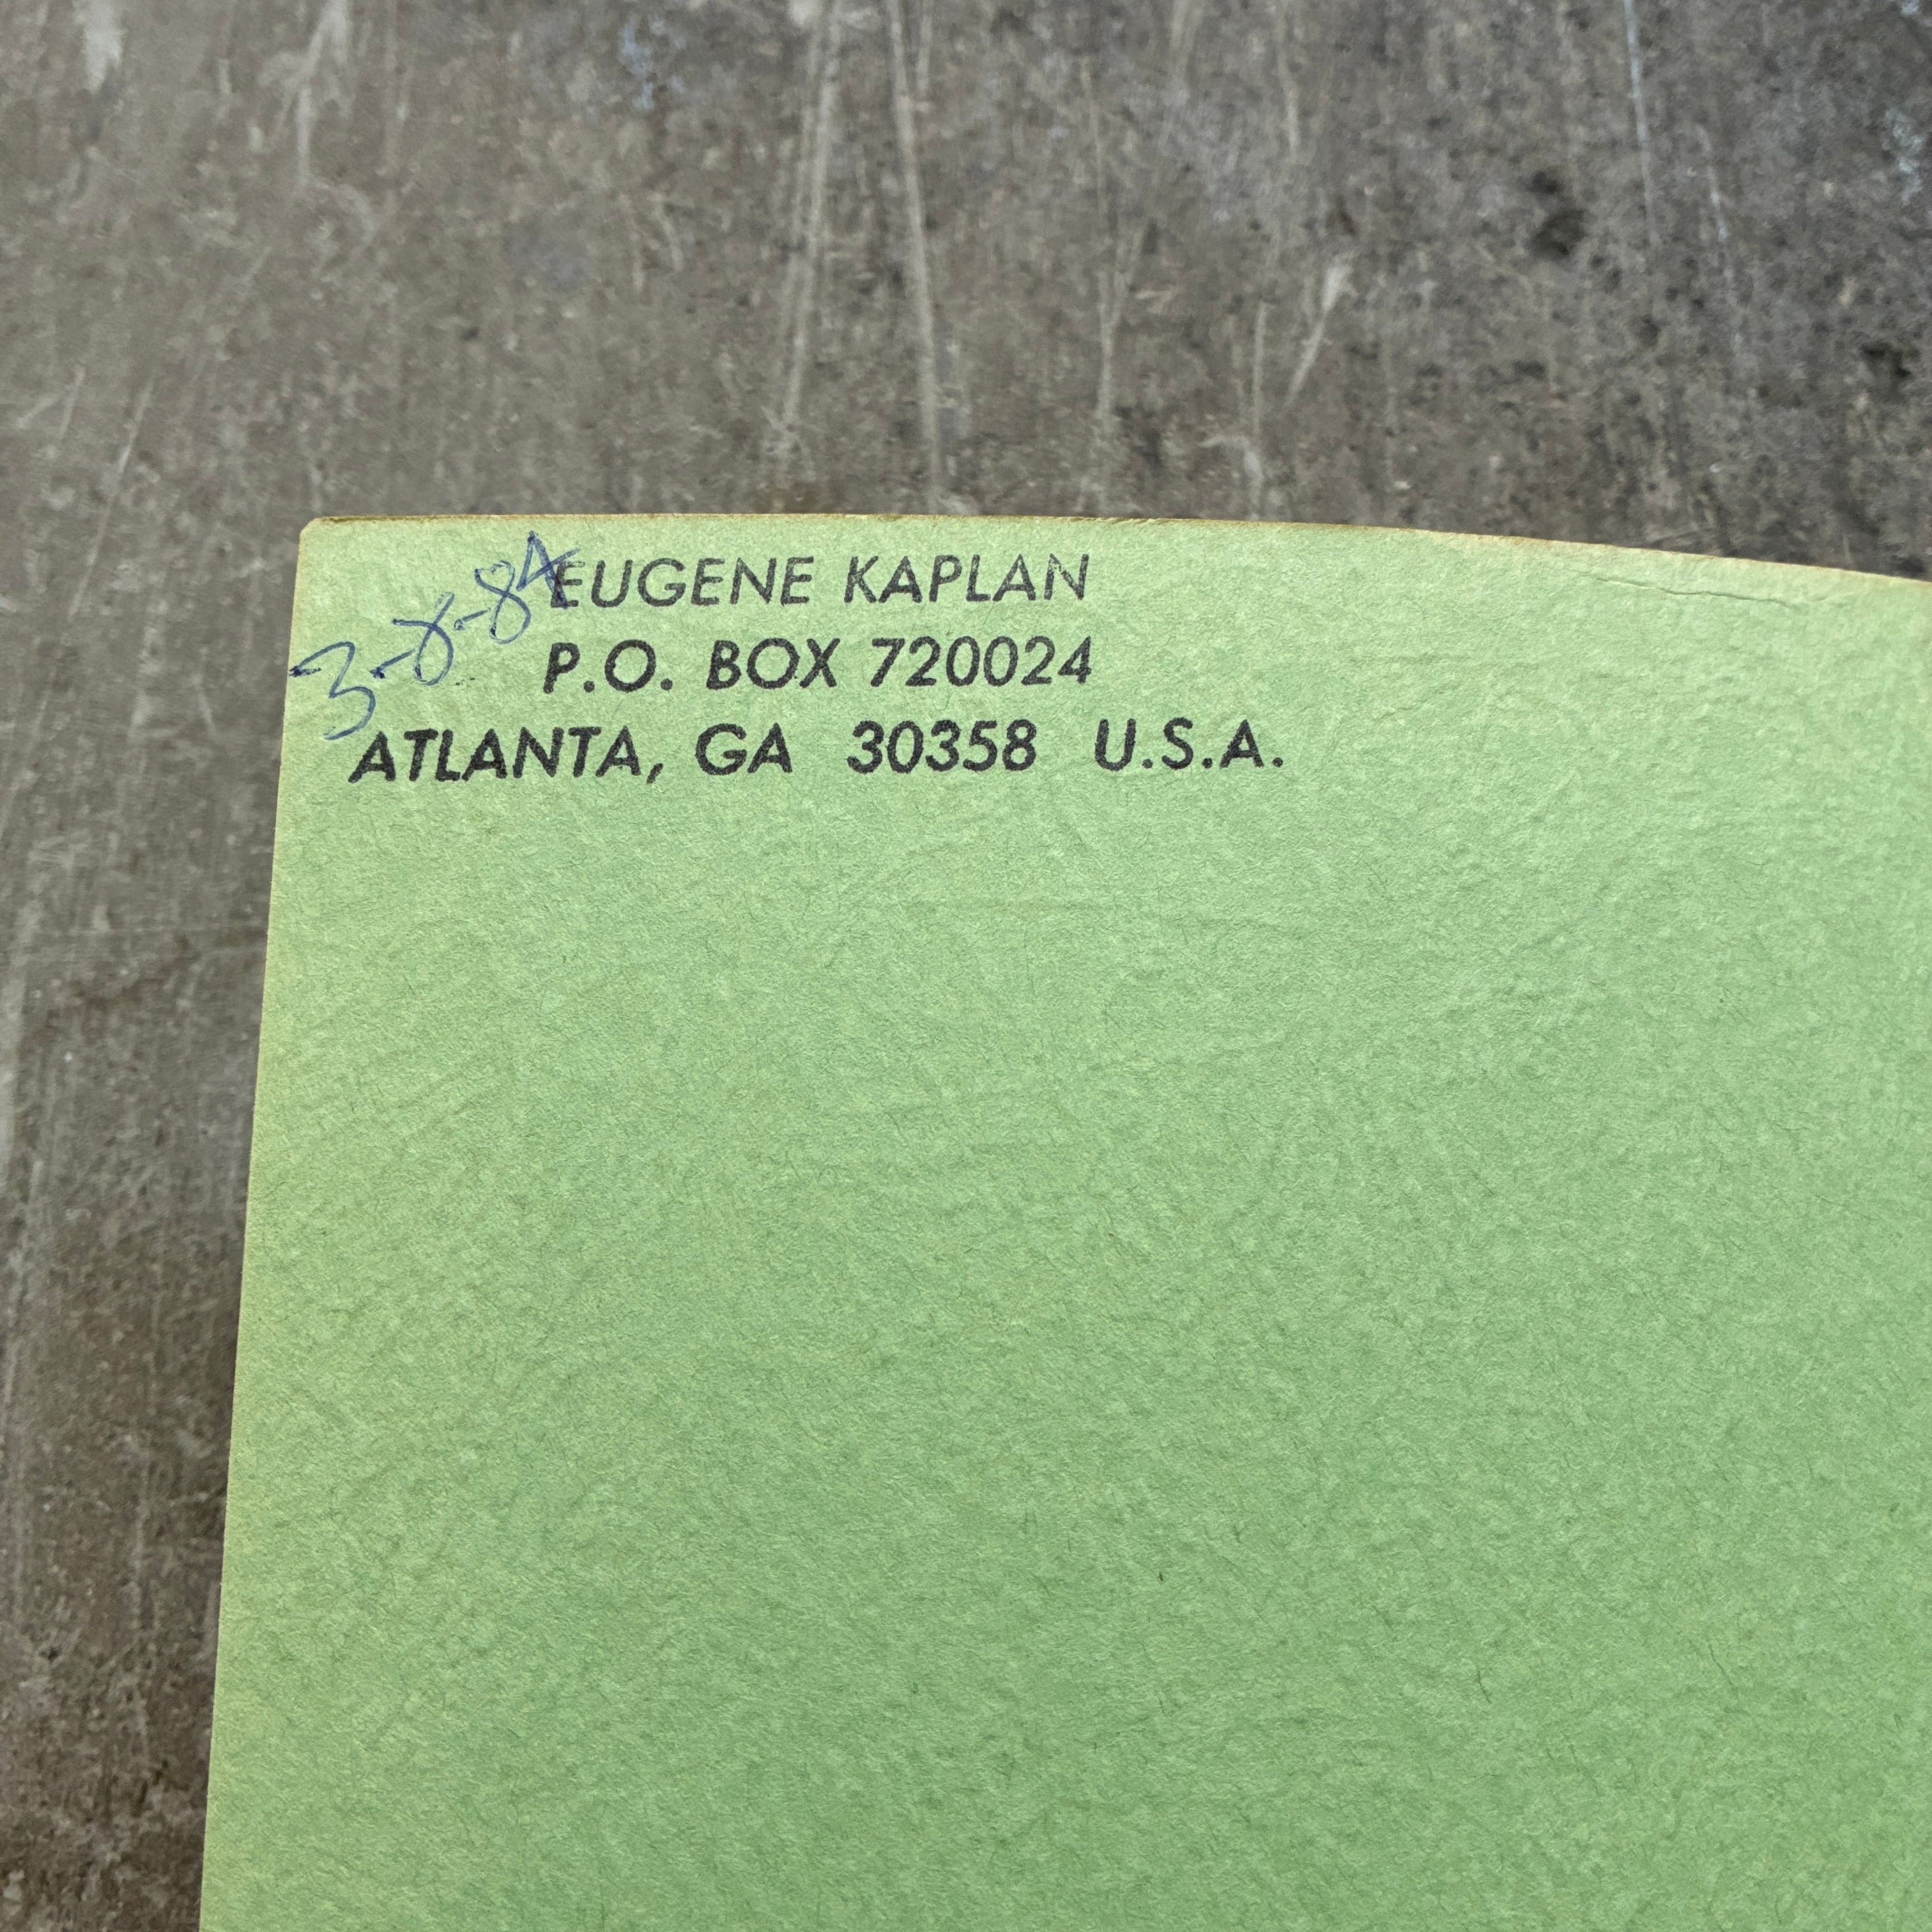 3-8-84
EUGENE KAPLAN
P.O. BOX 720024
ATLANTA, GA 30358 U.S.A.